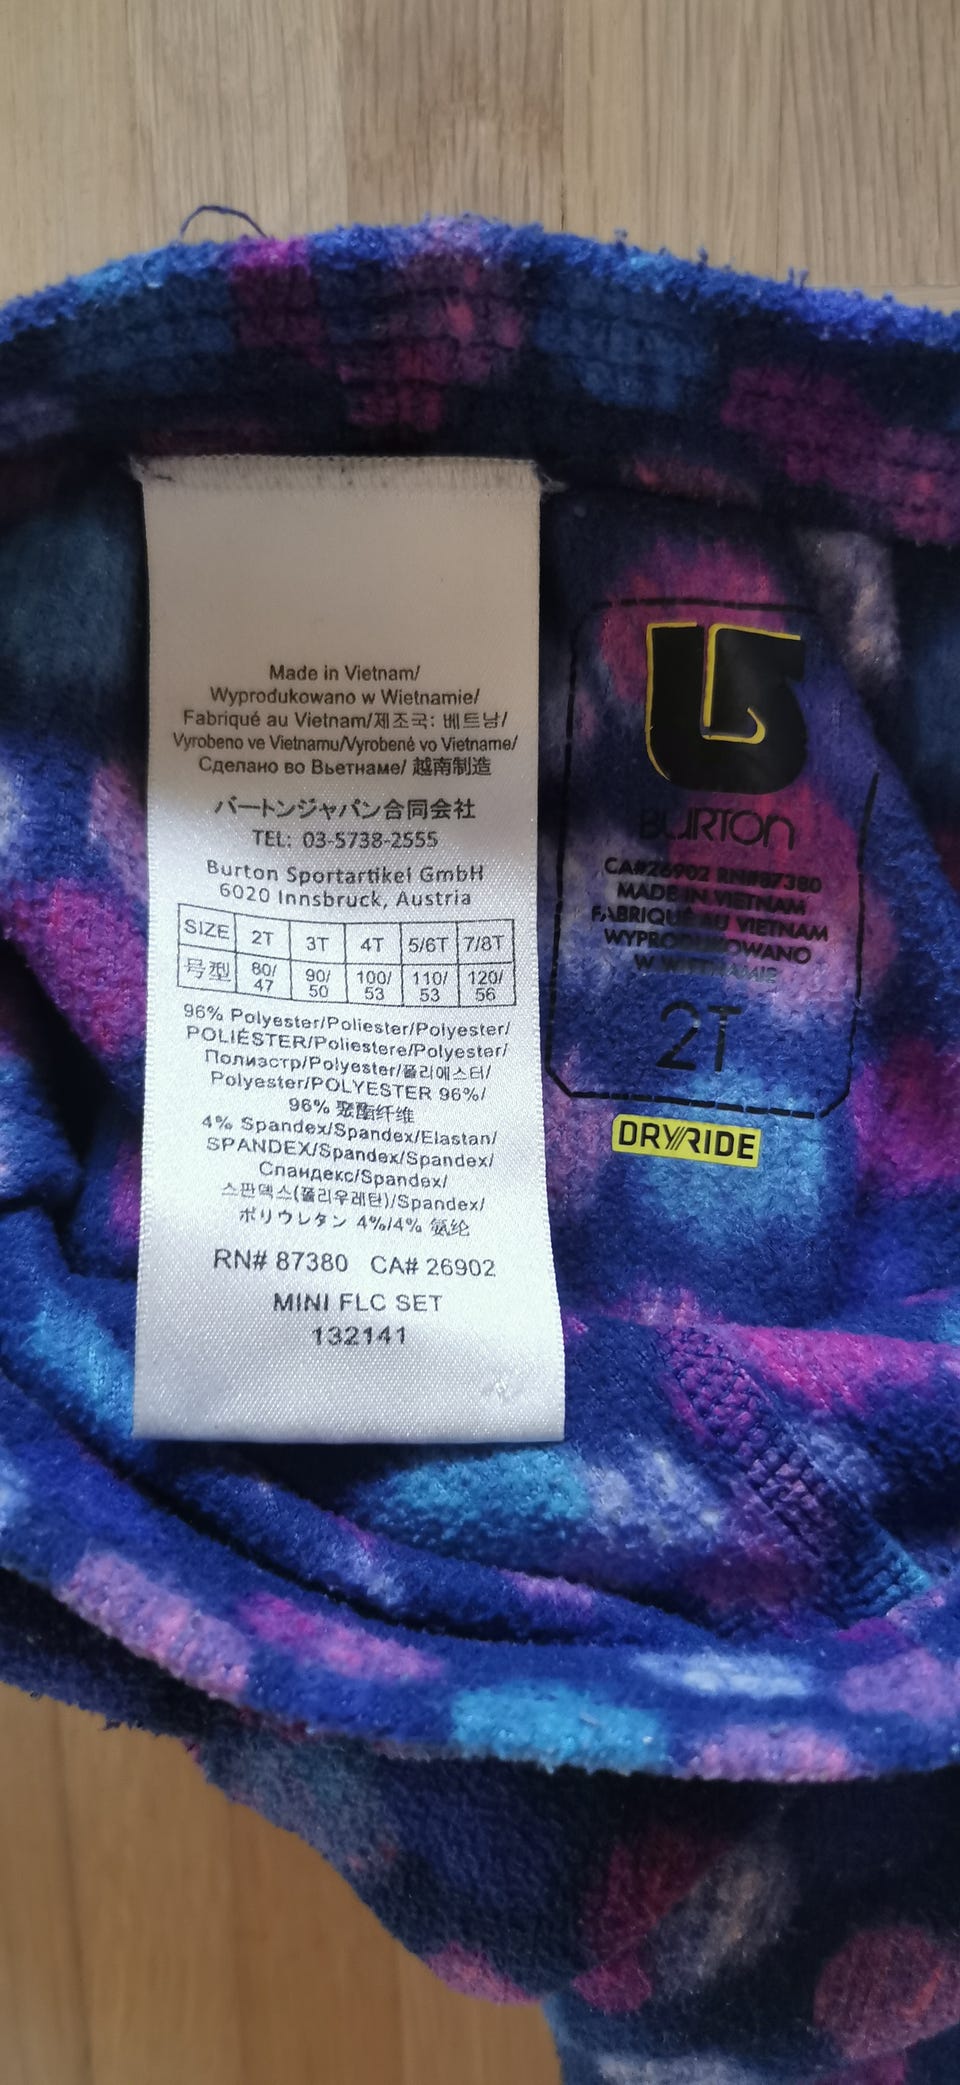 Made in Vietnam/
Wyprodukowano w Wietnamie/
Fabriqué au Vietnam/제조국: 베트남/
Vyrobeno ve Vietnamu/Vyrobené vo Vietname/
Сделано во Вьетнаме/ 越南制造
バートンジャパン合同会社
TEL: 03-5738-2555
Burton Sportartikel GmbH
6020 Innsbruck, Austria
SIZE 2T 3T 4T 5/6T 7/8T
号型 80/47 90/50 100/53 110/53 120/56
96% Polyester/Poliester/Polyester/
POLIÉSTER/Poliestere/Polyester/
Полиэстр/Polyester/폴리에스터/
Polyester/POLYESTER 96%/
96% 聚酯纤维
4% Spandex/Spandex/Elastan/
SPANDEX/Spandex/Spandex/
Спандекс/Spandex/
스판덱스(폴리우레탄)/Spandex/
ポリウレタン 4%/4% 氨纶
RN# 87380 CA# 26902
MINI FLC SET
132141
BURTON
CA#26902 RN#87380
MADE IN VIETNAM
FABRIQUÉ AU VIETNAM
WYPRODUKOWANO
W WIETNAMIE
2T
DRYRIDE